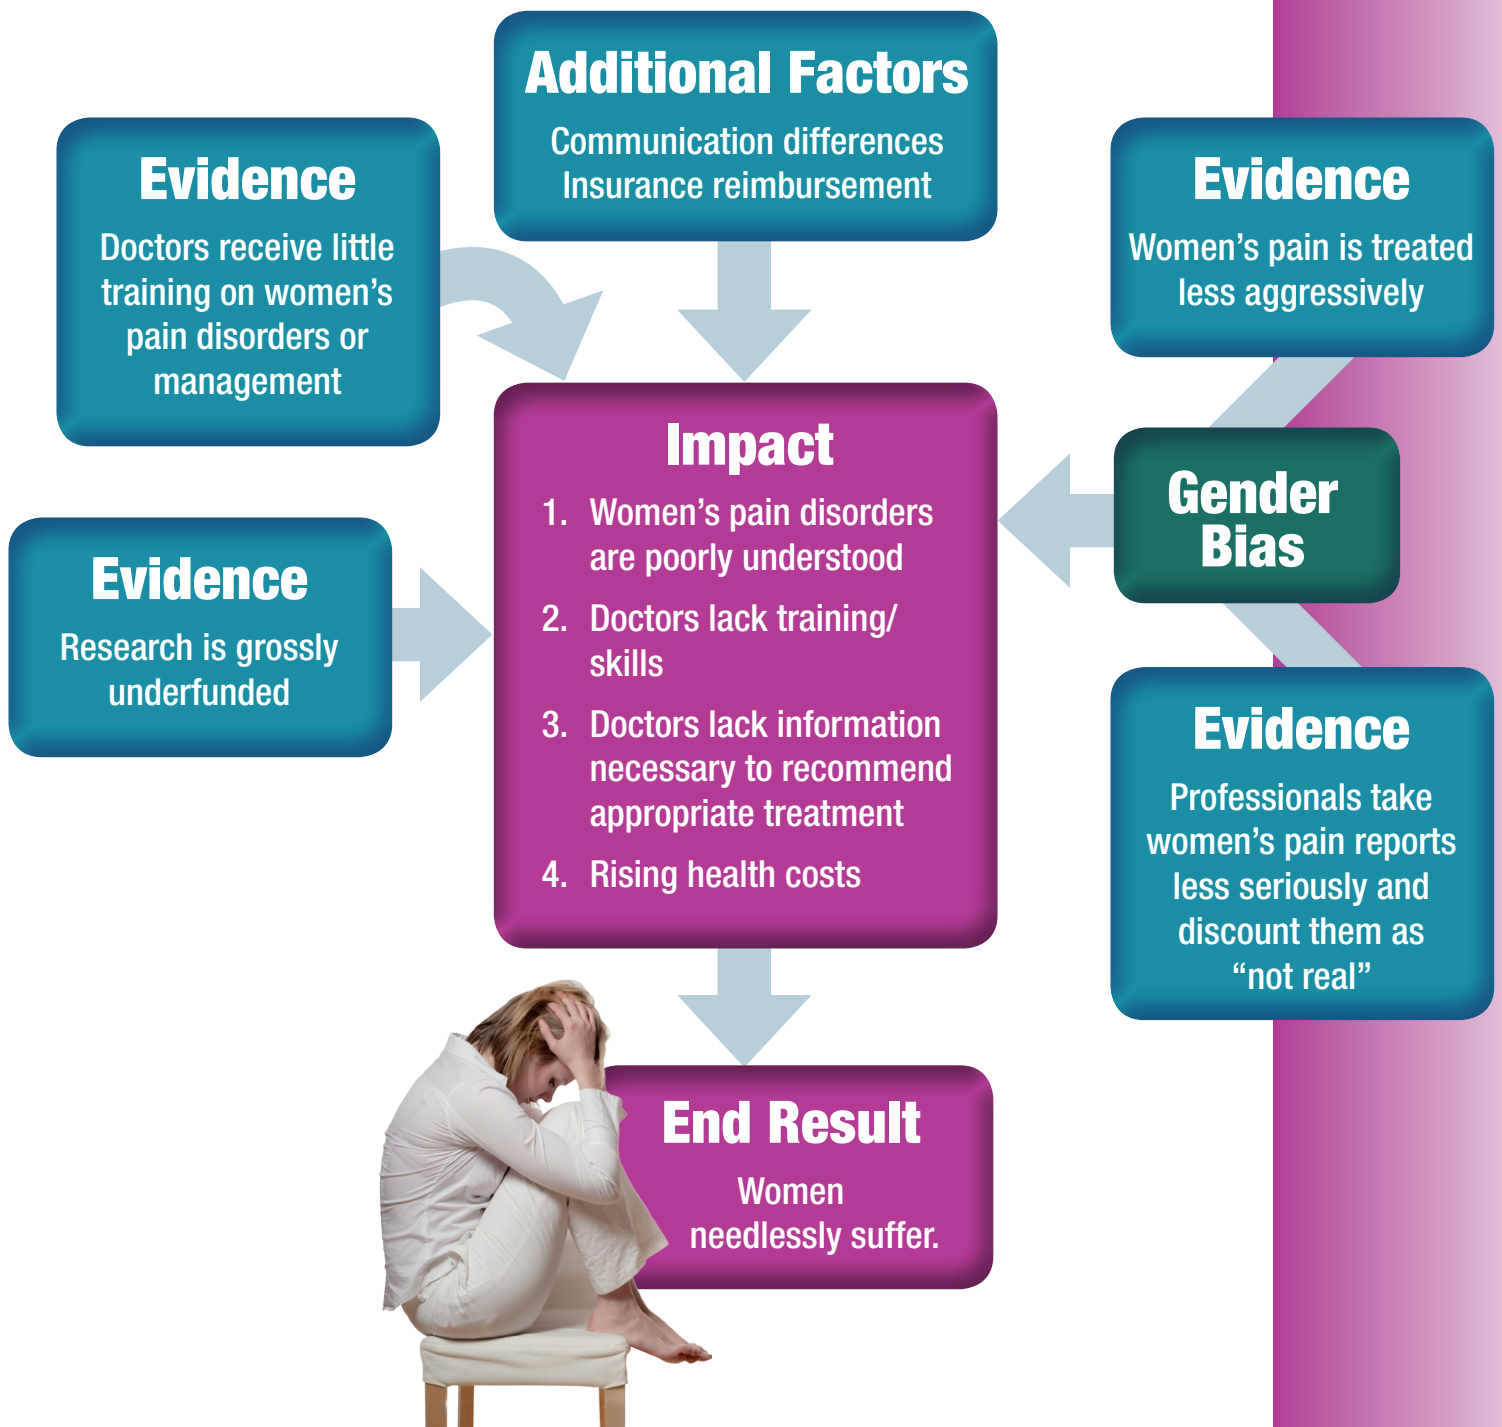 Additional Factors
Communication differences
Insurance reimbursement
Evidence
Doctors receive little
training on women’s
pain disorders or
management
Evidence
Women’s pain is treated
less aggressively
Impact
1. Women’s pain disorders
are poorly understood
2. Doctors lack training/
skills
3. Doctors lack information
necessary to recommend
appropriate treatment
4. Rising health costs
Gender
Bias
Evidence
Research is grossly
underfunded
Evidence
Professionals take
women’s pain reports
less seriously and
discount them as
“not real”
End Result
Women
needlessly suffer.